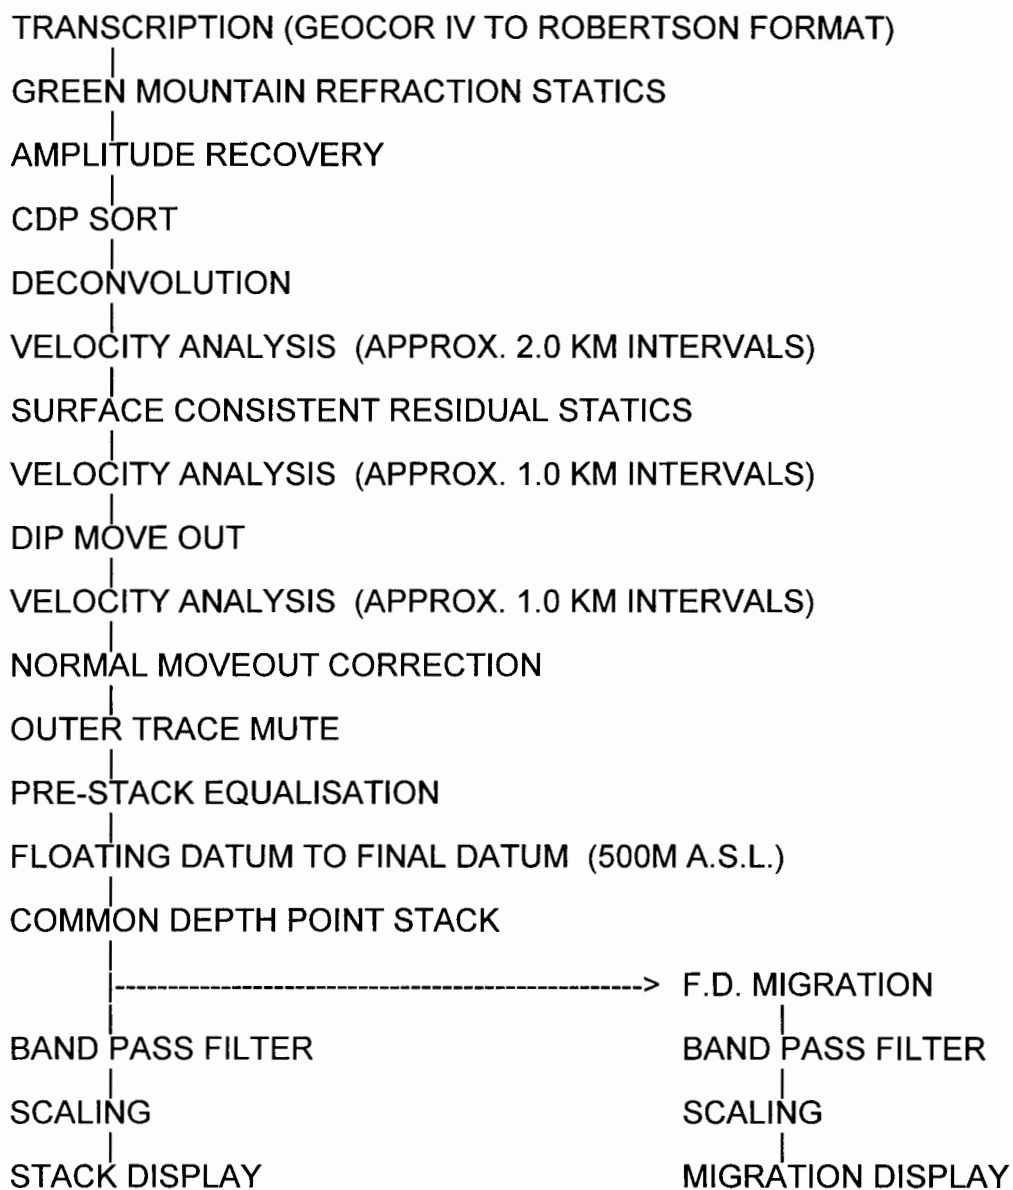 TRANSCRIPTION (GEOCOR IV TO ROBERTSON FORMAT)
GREEN MOUNTAIN REFRACTION STATICS
AMPLITUDE RECOVERY
CDP SORT
DECONVOLUTION
VELOCITY ANALYSIS (APPROX. 2.0 KM INTERVALS)
SURFACE CONSISTENT RESIDUAL STATICS
VELOCITY ANALYSIS (APPROX. 1.0 KM INTERVALS)
DIP MOVE OUT
VELOCITY ANALYSIS (APPROX. 1.0 KM INTERVALS)
NORMAL MOVEOUT CORRECTION
OUTER TRACE MUTE
PRE-STACK EQUALISATION
FLOATING DATUM TO FINAL DATUM (500M A.S.L.)
COMMON DEPTH POINT STACK
F.D. MIGRATION
BAND PASS FILTER BAND PASS FILTER
SCALING SCALING
STACK DISPLAY MIGRATION DISPLAY